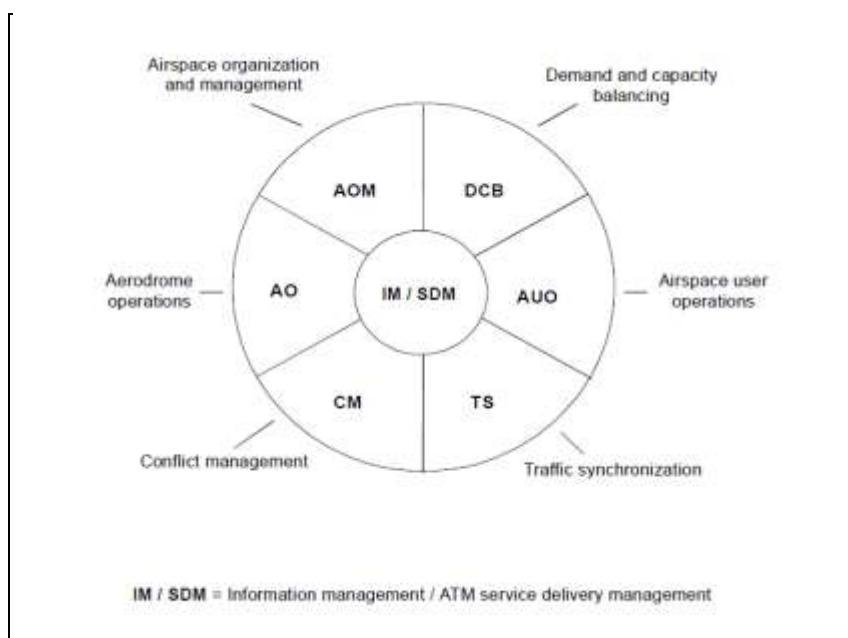 Airspace organization
and management
Demand and capacity
balancing
AOM
DCB
Aerodrome
operations
AO
IM / SDM
AUO
Airspace user
operations
CM
TS
Conflict management
Traffic synchronization
IM / SDM = Information management / ATM service delivery management